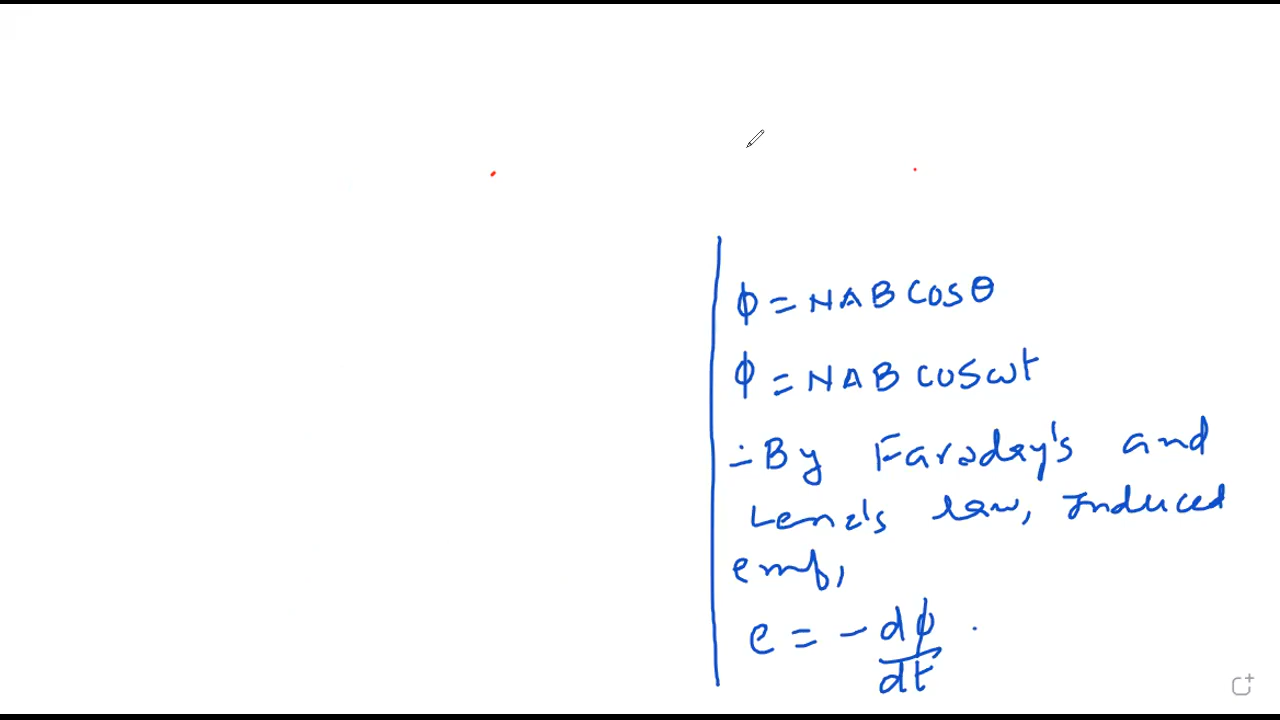 ϕ = NAB Cosθ
ϕ = NAB Cosωt
∴ By Faraday's and
Lenz's law, Induced
emf,
e = -dϕ/dt